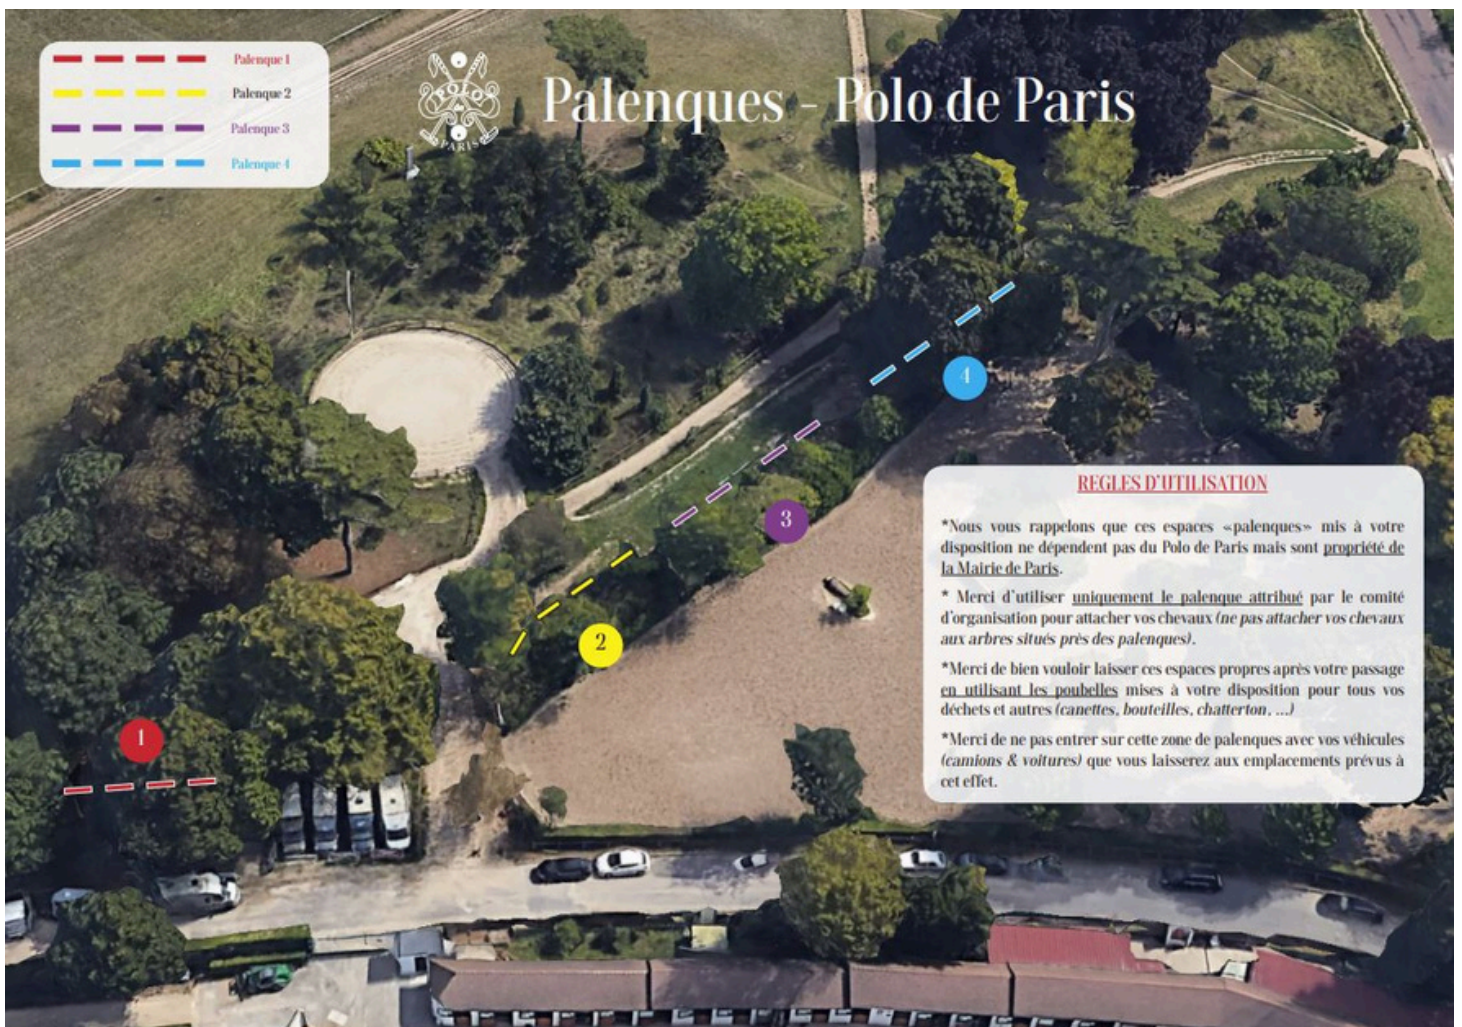 Palenque 1
Palenque 2
Palenque 3
Palenque 4
POLO
de
PARIS
Palenques - Polo de Paris
4
3
2
1
REGLES D'UTILISATION
*Nous vous rappelons que ces espaces «palenques» mis à votre
disposition ne dépendent pas du Polo de Paris mais sont propriété de
la Mairie de Paris.
* Merci d'utiliser uniquement le palenque attribué par le comité
d'organisation pour attacher vos chevaux (ne pas attacher vos chevaux
aux arbres situés près des palenques).
*Merci de bien vouloir laisser ces espaces propres après votre passage
en utilisant les poubelles mises à votre disposition pour tous vos
déchets et autres (canettes, bouteilles, chatterton, ...)
*Merci de ne pas entrer sur cette zone de palenques avec vos véhicules
(camions & voitures) que vous laisserez aux emplacements prévus à
cet effet.